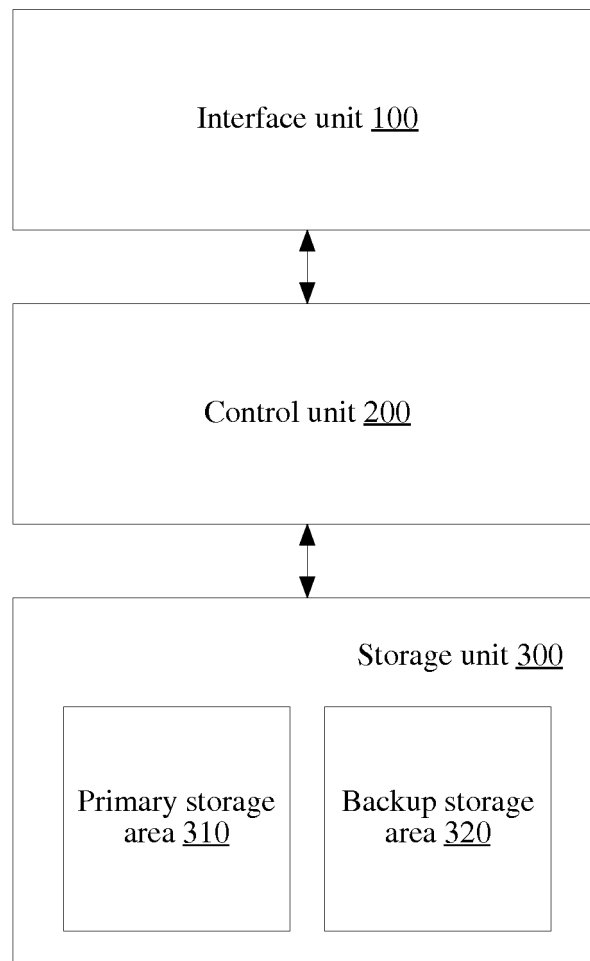 Interface unit 100
Control unit 200
Storage unit 300
Primary storage
area 310
Backup storage
area 320